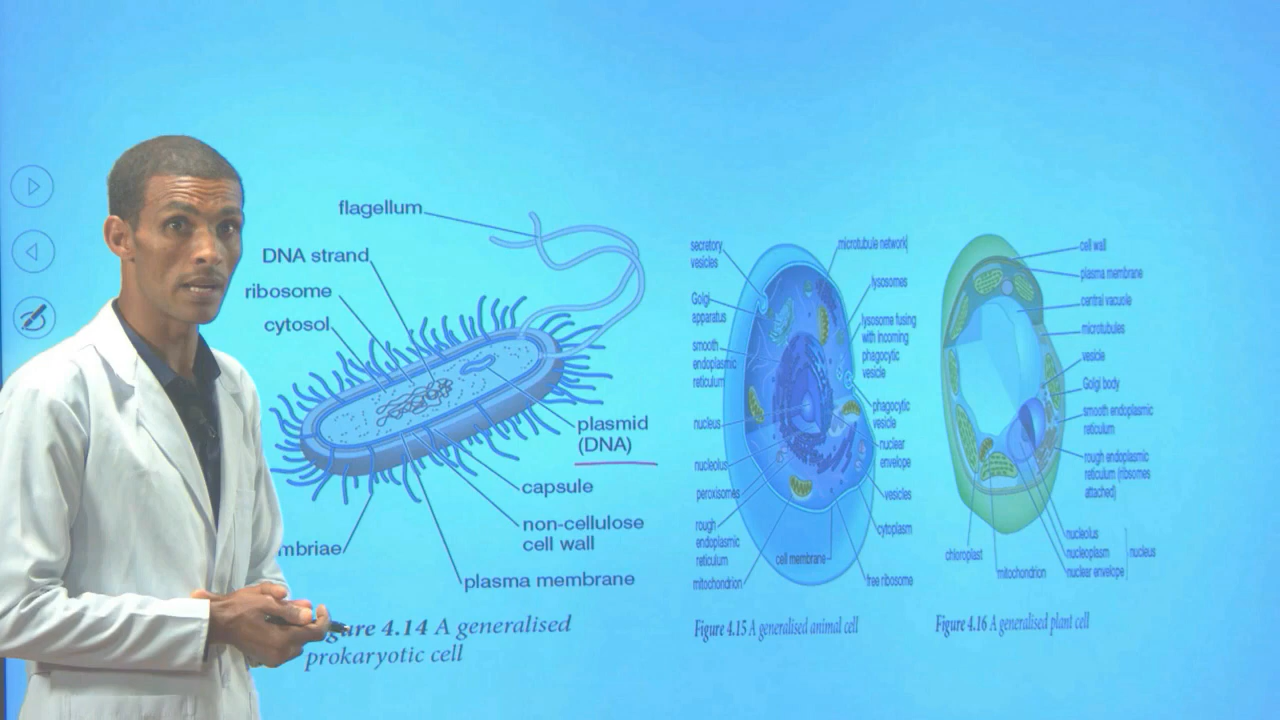 flagellum
DNA strand
ribosome
cytosol
plasmid
(DNA)
capsule
non-cellulose
cell wall
mbriae
plasma membrane
gure 4.14 A generalised
prokaryotic cell
secretory
vesicles
Golgi
apparatus
smooth
endoplasmic
reticulum
nucleus
nucleolus
peroxisomes
rough
endoplasmic
reticulum
mitochondrion
cell membrane
microtubule network
lysosomes
lysosome fusing
with incoming
phagocytic
vesicle
phagocytic
vesicle
nuclear
envelope
vesicles
cytoplasm
free ribosome
Figure 4.15 A generalised animal cell
cell wall
plasma membrane
central vacuole
microtubules
vesicle
Golgi body
smooth endoplasmic
reticulum
rough endoplasmic
reticulum (ribosomes
attached)
nucleolus
nucleoplasm
nuclear envelope
nucleus
chloroplast
mitochondrion
Figure 4.16 A generalised plant cell